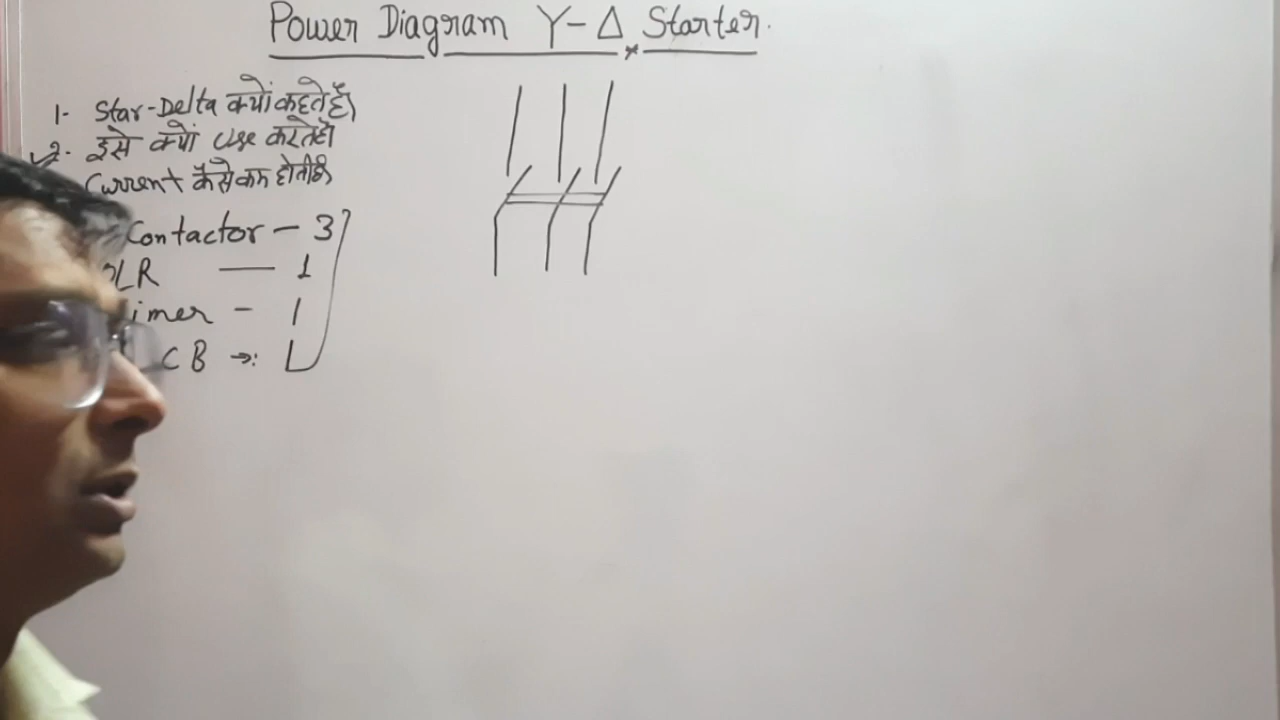 Power Diagram Y-Δ Starter.
1- Star-Delta क्यों कहते हैं।
2- इसे क्यों use करते है।
Current कैसे कम होती है
Contactor - 3
OLR — 1
imer - 1
CB →: 1